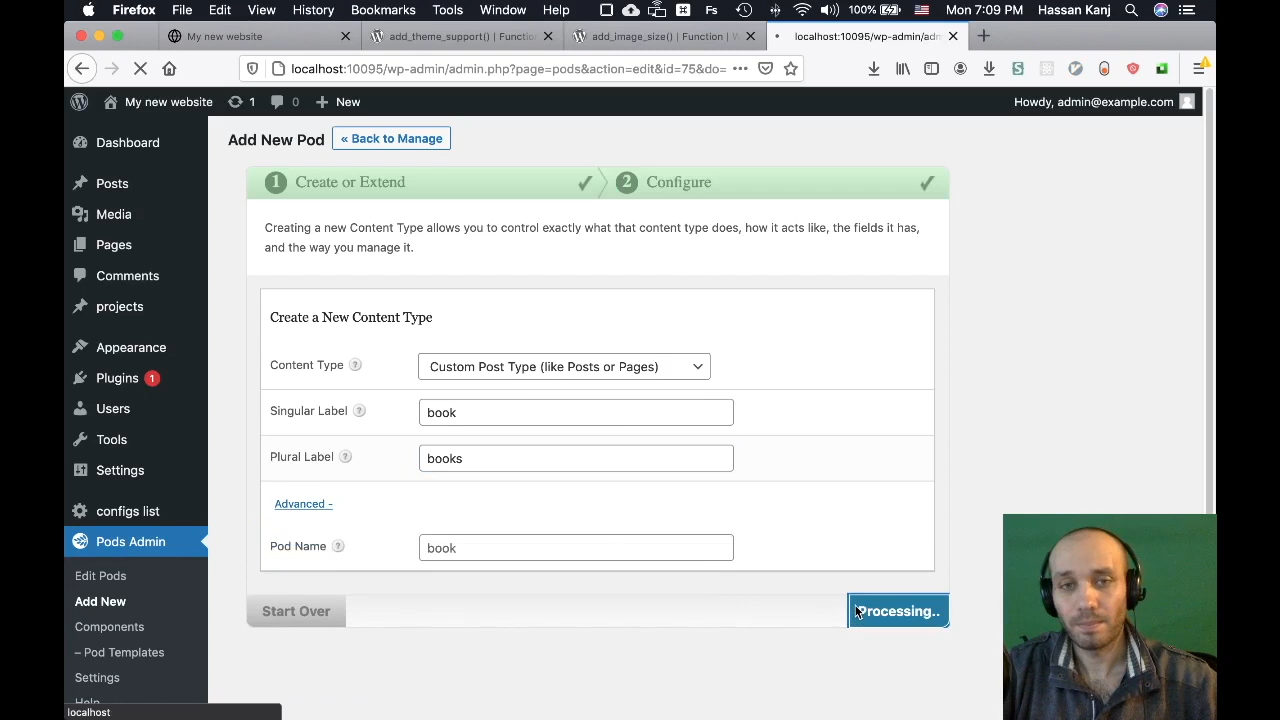 Firefox File Edit View History Bookmarks Tools Window Help Fs 100% Mon 7:09 PM Hassan Kanj
My new website add_theme_support() | Function add_image_size() | Function | W localhost:10095/wp-admin/adm
localhost:10095/wp-admin/admin.php?page=pods&action=edit&id=75&do=
My new website 1 0 New Howdy, admin@example.com
Dashboard
Posts
Media
Pages
Comments
projects
Appearance
Plugins 1
Users
Tools
Settings
configs list
Pods Admin
Edit Pods
Add New
Components
– Pod Templates
Settings
Help
localhost
Add New Pod « Back to Manage
1 Create or Extend ✔ 2 Configure ✔
Creating a new Content Type allows you to control exactly what that content type does, how it acts like, the fields it has,
and the way you manage it.
Create a New Content Type
Content Type ? Custom Post Type (like Posts or Pages)
Singular Label ? book
Plural Label ? books
Advanced -
Pod Name ? book
Start Over Processing..